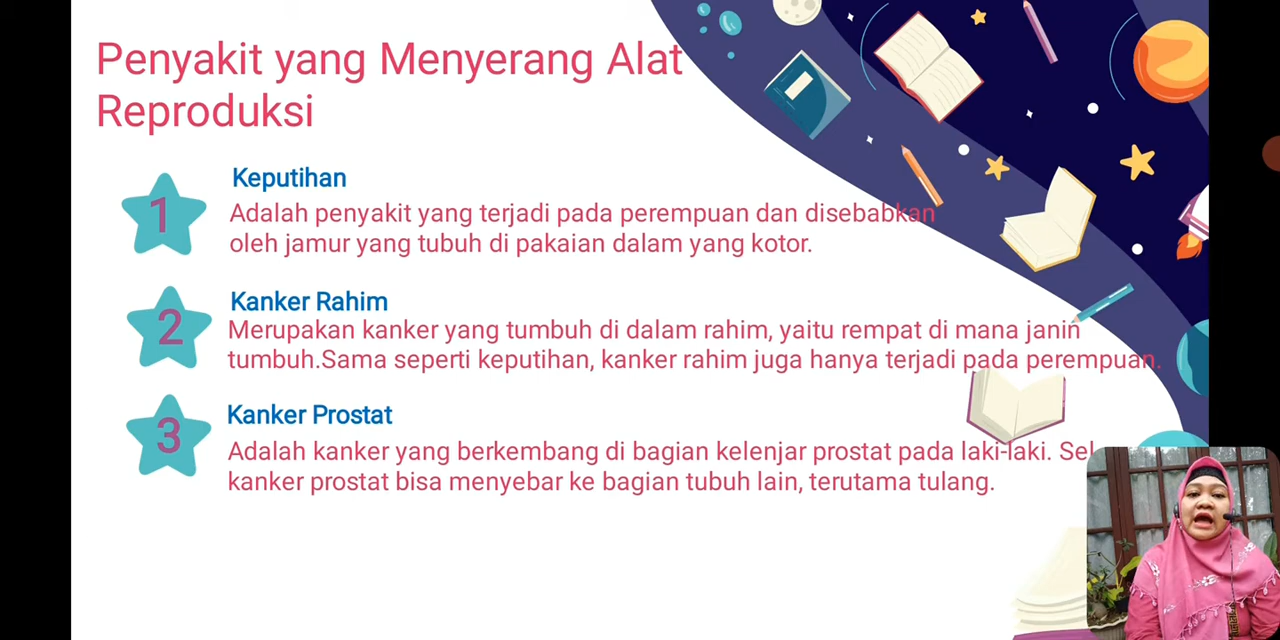 Penyakit yang Menyerang Alat
Reproduksi
1
Keputihan
Adalah penyakit yang terjadi pada perempuan dan disebabkan
oleh jamur yang tubuh di pakaian dalam yang kotor.
2
Kanker Rahim
Merupakan kanker yang tumbuh di dalam rahim, yaitu rempat di mana janin
tumbuh.Sama seperti keputihan, kanker rahim juga hanya terjadi pada perempuan.
3
Kanker Prostat
Adalah kanker yang berkembang di bagian kelenjar prostat pada laki-laki. Sel
kanker prostat bisa menyebar ke bagian tubuh lain, terutama tulang.